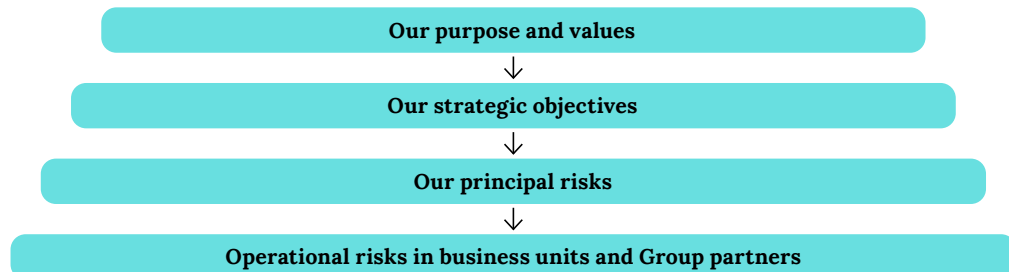 Our purpose and values
Our strategic objectives
Our principal risks
Operational risks in business units and Group partners